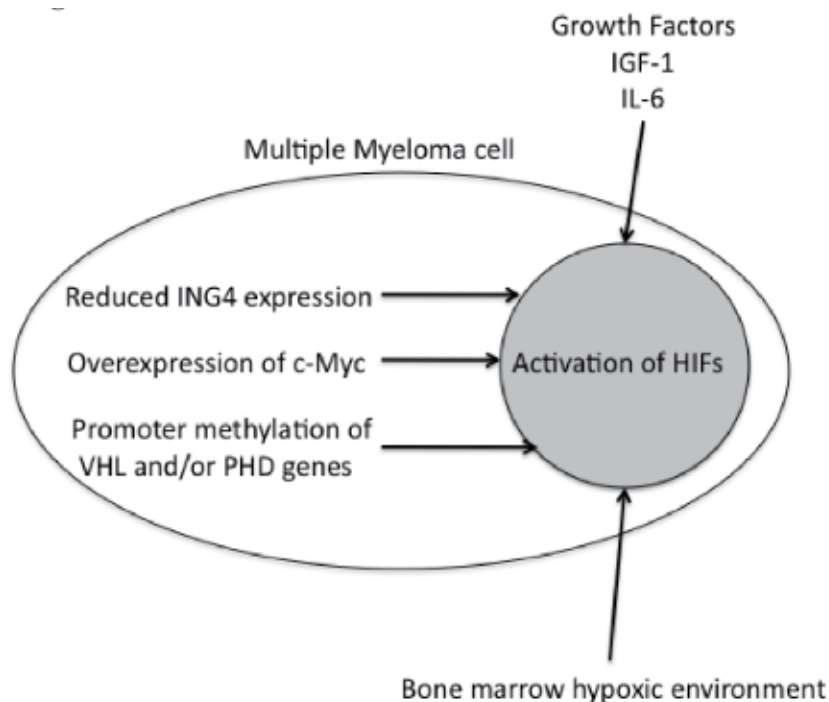 Growth Factors
IGF-1
IL-6
Multiple Myeloma cell
Reduced ING4 expression
Overexpression of c-Myc
Activation of HIFs
Promoter methylation of
VHL and/or PHD genes
Bone marrow hypoxic environment